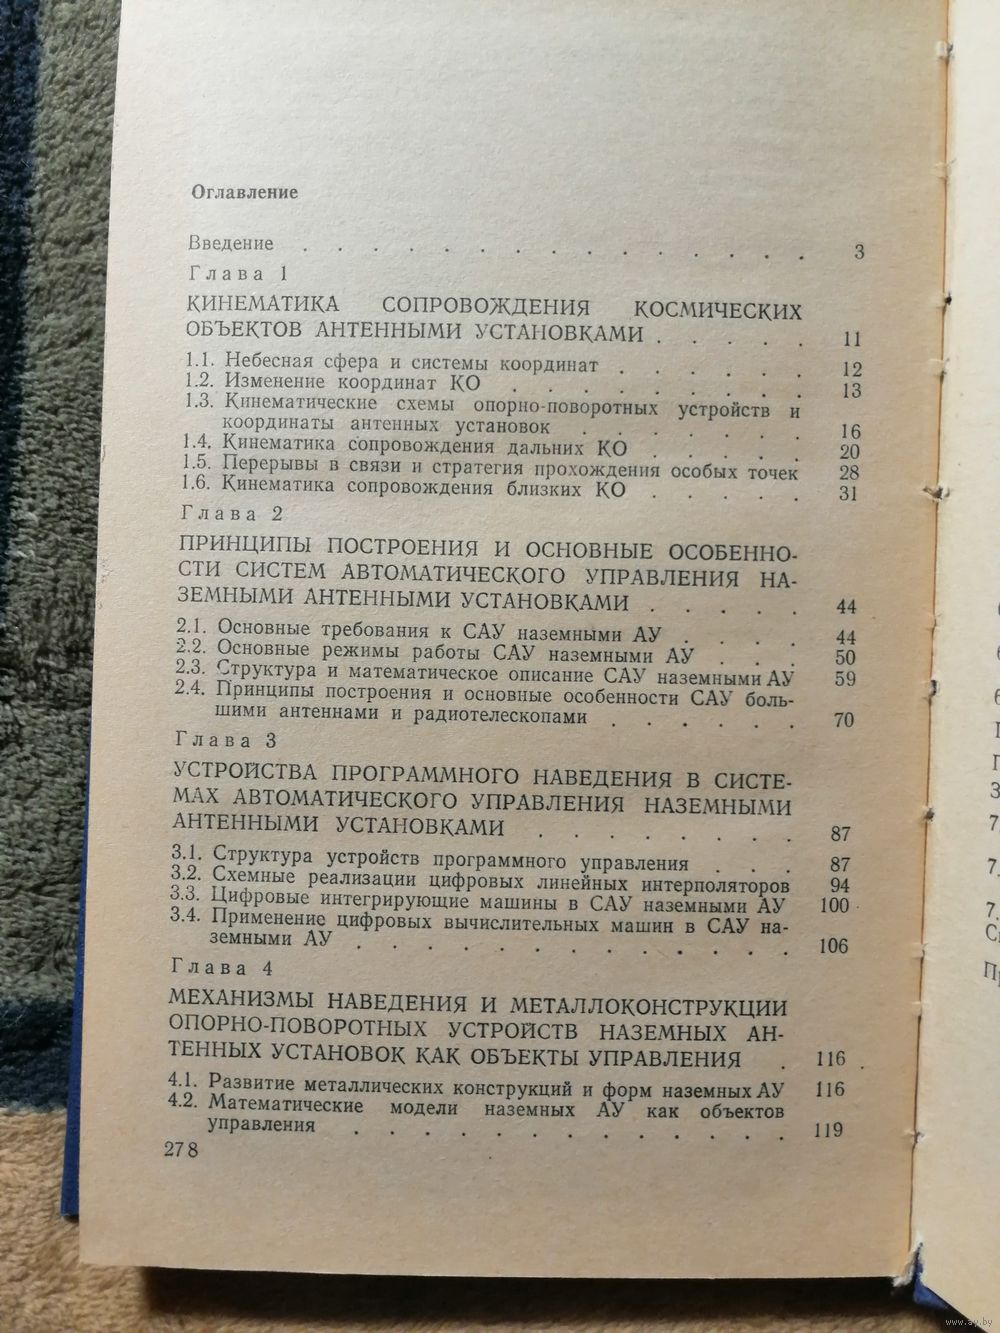 Оглавление
Введение . . . . . . . . . . . . . . . 3
Глава 1
КИНЕМАТИКА СОПРОВОЖДЕНИЯ КОСМИЧЕСКИХ
ОБЪЕКТОВ АНТЕННЫМИ УСТАНОВКАМИ . . . . . 11
1.1. Небесная сфера и системы координат . . . . . . 12
1.2. Изменение координат КО . . . . . . . . . 13
1.3. Кинематические схемы опорно-поворотных устройств и
координаты антенных установок . . . . . . . 16
1.4. Кинематика сопровождения дальних КО . . . . . 20
1.5. Перерывы в связи и стратегия прохождения особых точек 28
1.6. Кинематика сопровождения близких КО . . . . . 31
Глава 2
ПРИНЦИПЫ ПОСТРОЕНИЯ И ОСНОВНЫЕ ОСОБЕННО-
СТИ СИСТЕМ АВТОМАТИЧЕСКОГО УПРАВЛЕНИЯ НА-
ЗЕМНЫМИ АНТЕННЫМИ УСТАНОВКАМИ . . . . . 44
2.1. Основные требования к САУ наземными АУ . . . . 44
2.2. Основные режимы работы САУ наземными АУ . . . 50
2.3. Структура и математическое описание САУ наземными АУ 59
2.4. Принципы построения и основные особенности САУ боль-
шими антеннами и радиотелескопами . . . . . . 70
Глава 3
УСТРОЙСТВА ПРОГРАММНОГО НАВЕДЕНИЯ В СИСТЕ-
МАХ АВТОМАТИЧЕСКОГО УПРАВЛЕНИЯ НАЗЕМНЫМИ
АНТЕННЫМИ УСТАНОВКАМИ . . . . . . . . 87
3.1. Структура устройств программного управления . . . 87
3.2. Схемные реализации цифровых линейных интерполяторов 94
3.3. Цифровые интегрирующие машины в САУ наземными АУ 100
3.4. Применение цифровых вычислительных машин в САУ на-
земными АУ . . . . . . . . . . . . . 106
Глава 4
МЕХАНИЗМЫ НАВЕДЕНИЯ И МЕТАЛЛОКОНСТРУКЦИИ
ОПОРНО-ПОВОРОТНЫХ УСТРОЙСТВ НАЗЕМНЫХ АН-
ТЕННЫХ УСТАНОВОК КАК ОБЪЕКТЫ УПРАВЛЕНИЯ . 116
4.1. Развитие металлических конструкций и форм наземных АУ 116
4.2. Математические модели наземных АУ как объектов
управления . . . . . . . . . . . . . 119
278
7.
7.
7.
www.ay.by